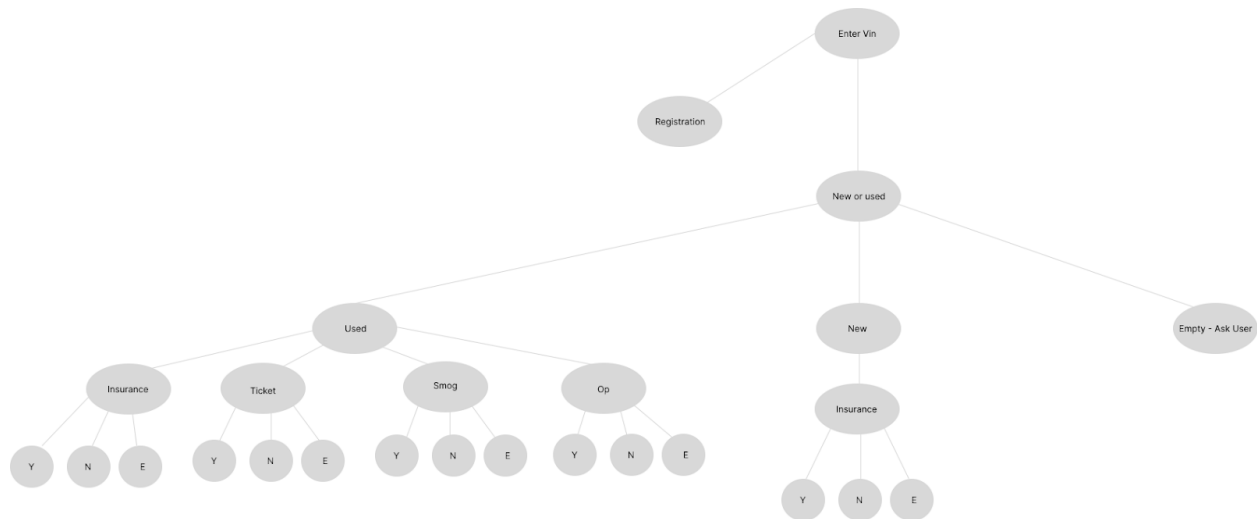 Enter Vin
Registration
New or used
Used
New
Empty - Ask User
Insurance
Ticket
Smog
Op
Insurance
Y
N
E
Y
N
E
Y
N
E
Y
N
E
Y
N
E